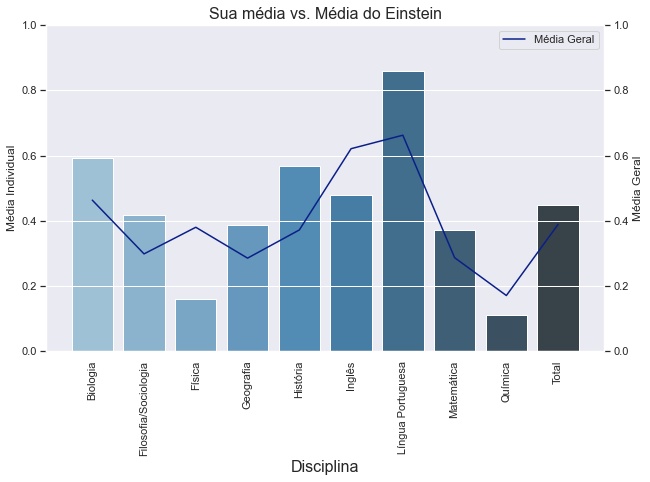 Sua média vs. Média do Einstein
Média Geral
1.0
0.8
0.6
0.4
0.2
0.0
Média Individual
1.0
0.8
0.6
0.4
0.2
0.0
Média Geral
Biologia
Filosofia/Sociologia
Física
Geografia
História
Inglês
Língua Portuguesa
Matemática
Química
Total
Disciplina